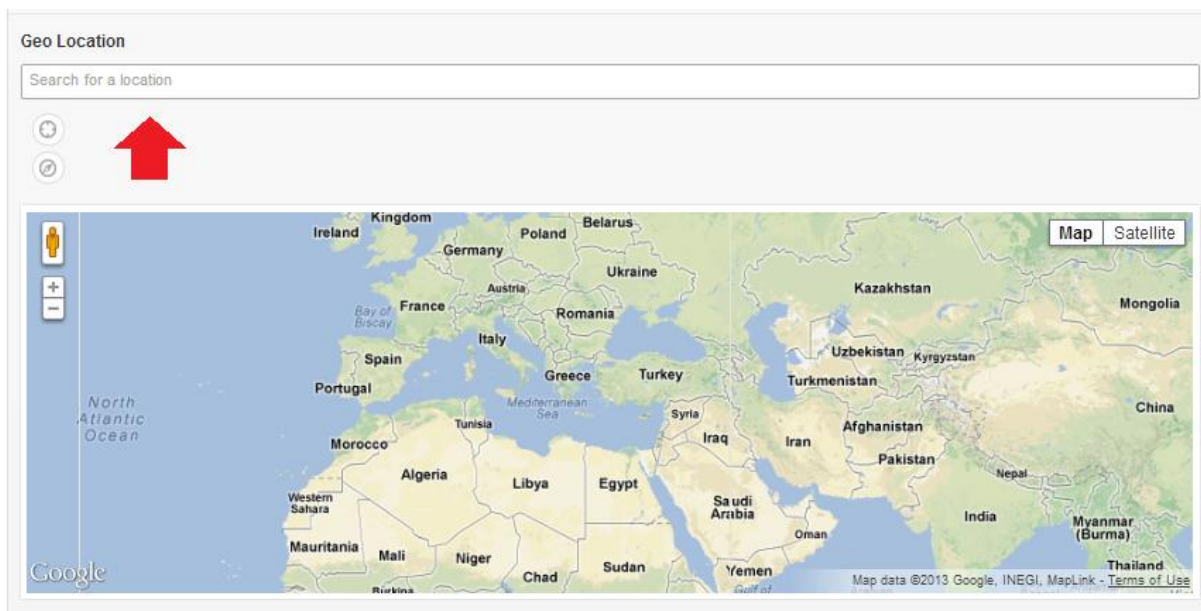 Geo Location
Search for a location
Kingdom
Ireland
Belarus
Poland
Map Satellite
Germany
Ukraine
Austria
Kazakhstan
France
Mongolia
Bay of
Biscay
Romania
Italy
Uzbekistan
Kyrgyzstan
Spain
Greece
Turkey
Turkmenistan
Portugal
North
Atlantic
Ocean
Mediterranean
Sea
China
Syria
Tunisia
Afghanistan
Morocco
Iraq
Iran
Pakistan
Algeria
Nepal
Libya
Egypt
Western
Sahara
Saudi
Arabia
India
Myanmar
(Burma)
Oman
Mauritania
Mali
Niger
Sudan
Yemen
Thailand
Chad
Google
Map data ©2013 Google, INEGI, MapLink - Terms of Use